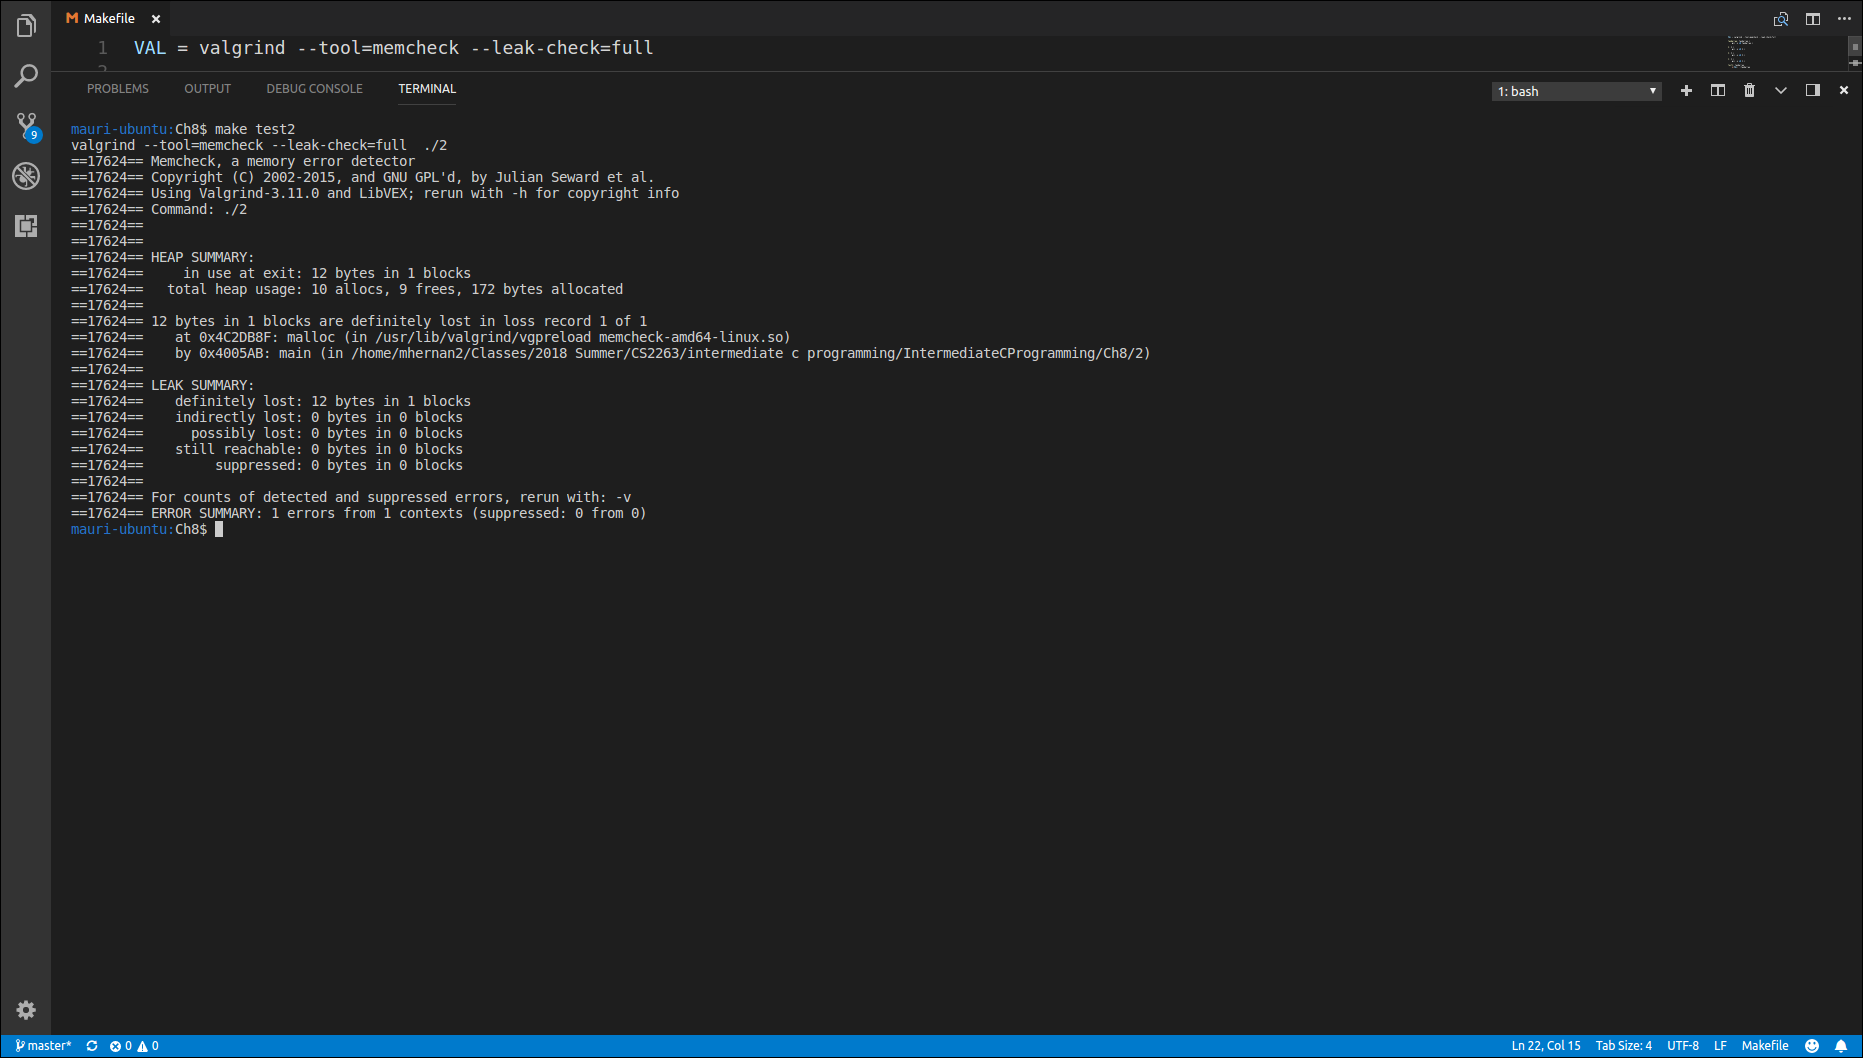 M Makefile ×
1 VAL = valgrind --tool=memcheck --leak-check=full
2
PROBLEMS OUTPUT DEBUG CONSOLE TERMINAL 1: bash
mauri-ubuntu:Ch8$ make test2
valgrind --tool=memcheck --leak-check=full  ./2
==17624== Memcheck, a memory error detector
==17624== Copyright (C) 2002-2015, and GNU GPL'd, by Julian Seward et al.
==17624== Using Valgrind-3.11.0 and LibVEX; rerun with -h for copyright info
==17624== Command: ./2
==17624==
==17624==
==17624== HEAP SUMMARY:
==17624==     in use at exit: 12 bytes in 1 blocks
==17624==   total heap usage: 10 allocs, 9 frees, 172 bytes allocated
==17624==
==17624== 12 bytes in 1 blocks are definitely lost in loss record 1 of 1
==17624==    at 0x4C2DB8F: malloc (in /usr/lib/valgrind/vgpreload memcheck-amd64-linux.so)
==17624==    by 0x4005AB: main (in /home/mhernan2/Classes/2018 Summer/CS2263/intermediate c programming/IntermediateCProgramming/Ch8/2)
==17624==
==17624== LEAK SUMMARY:
==17624==    definitely lost: 12 bytes in 1 blocks
==17624==    indirectly lost: 0 bytes in 0 blocks
==17624==      possibly lost: 0 bytes in 0 blocks
==17624==    still reachable: 0 bytes in 0 blocks
==17624==         suppressed: 0 bytes in 0 blocks
==17624==
==17624== For counts of detected and suppressed errors, rerun with: -v
==17624== ERROR SUMMARY: 1 errors from 1 contexts (suppressed: 0 from 0)
mauri-ubuntu:Ch8$
9
master* 0 0 Ln 22, Col 15 Tab Size: 4 UTF-8 LF Makefile